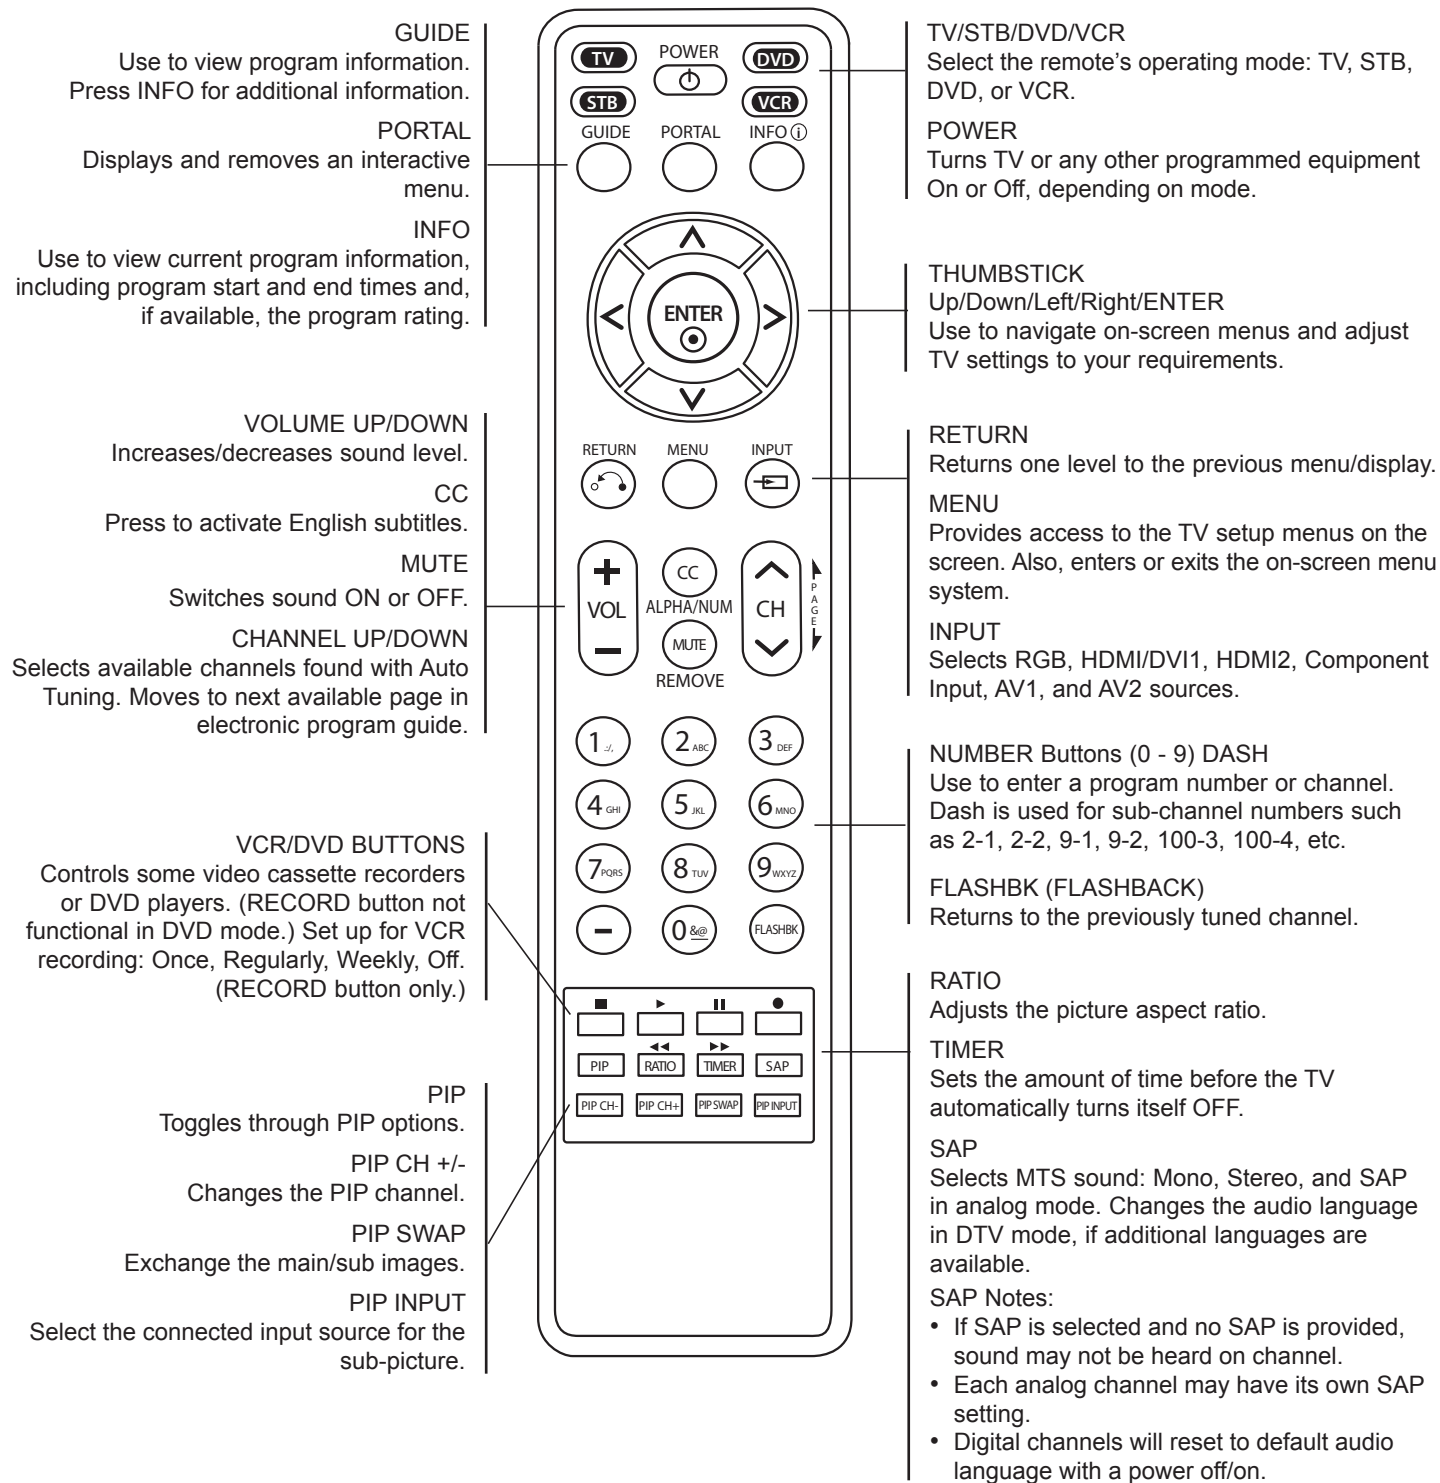 GUIDE
Use to view program information.
Press INFO for additional information.
PORTAL
Displays and removes an interactive
menu.
INFO
Use to view current program information,
including program start and end times and,
if available, the program rating.
VOLUME UP/DOWN
Increases/decreases sound level.
CC
Press to activate English subtitles.
MUTE
Switches sound ON or OFF.
CHANNEL UP/DOWN
Selects available channels found with Auto
Tuning. Moves to next available page in
electronic program guide.
VCR/DVD BUTTONS
Controls some video cassette recorders
or DVD players. (RECORD button not
functional in DVD mode.) Set up for VCR
recording: Once, Regularly, Weekly, Off.
(RECORD button only.)
PIP
Toggles through PIP options.
PIP CH +/-
Changes the PIP channel.
PIP SWAP
Exchange the main/sub images.
PIP INPUT
Select the connected input source for the
sub-picture.
TV POWER DVD
STB VCR
GUIDE PORTAL INFO i
ENTER
RETURN MENU INPUT
+ CC
VOL ALPHA/NUM CH PAGE
− MUTE
REMOVE
1 .:/, 2 ABC 3 DEF
4 GHI 5 JKL 6 MNO
7 PQRS 8 TUV 9 WXYZ
− 0 &@ FLASHBK
PIP RATIO TIMER SAP
PIP CH- PIP CH+ PIP SWAP PIP INPUT
TV/STB/DVD/VCR
Select the remote’s operating mode: TV, STB,
DVD, or VCR.
POWER
Turns TV or any other programmed equipment
On or Off, depending on mode.
THUMBSTICK
Up/Down/Left/Right/ENTER
Use to navigate on-screen menus and adjust
TV settings to your requirements.
RETURN
Returns one level to the previous menu/display.
MENU
Provides access to the TV setup menus on the
screen. Also, enters or exits the on-screen menu
system.
INPUT
Selects RGB, HDMI/DVI1, HDMI2, Component
Input, AV1, and AV2 sources.
NUMBER Buttons (0 - 9) DASH
Use to enter a program number or channel.
Dash is used for sub-channel numbers such
as 2-1, 2-2, 9-1, 9-2, 100-3, 100-4, etc.
FLASHBK (FLASHBACK)
Returns to the previously tuned channel.
RATIO
Adjusts the picture aspect ratio.
TIMER
Sets the amount of time before the TV
automatically turns itself OFF.
SAP
Selects MTS sound: Mono, Stereo, and SAP
in analog mode. Changes the audio language
in DTV mode, if additional languages are
available.
SAP Notes:
• If SAP is selected and no SAP is provided,
sound may not be heard on channel.
• Each analog channel may have its own SAP
setting.
• Digital channels will reset to default audio
language with a power off/on.